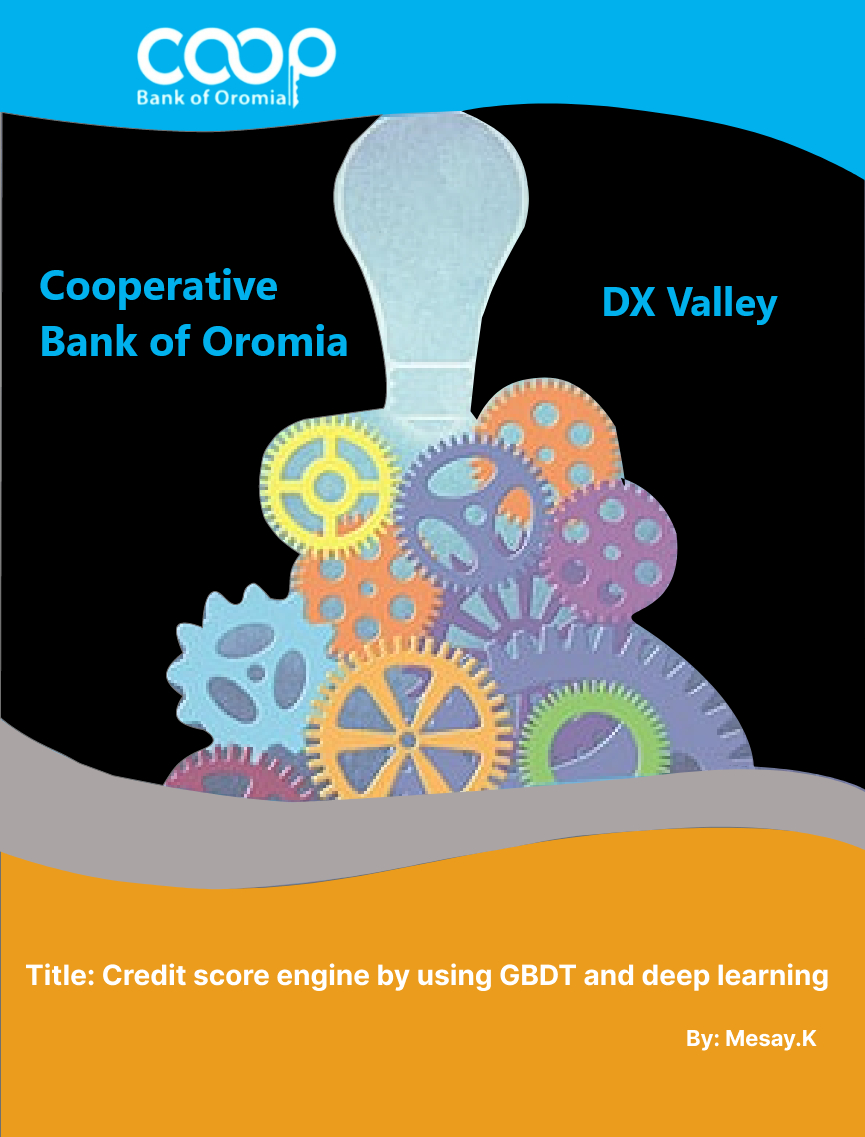 coop
Bank of Oromia
Cooperative
Bank of Oromia
DX Valley
Title: Credit score engine by using GBDT and deep learning
By: Mesay.K